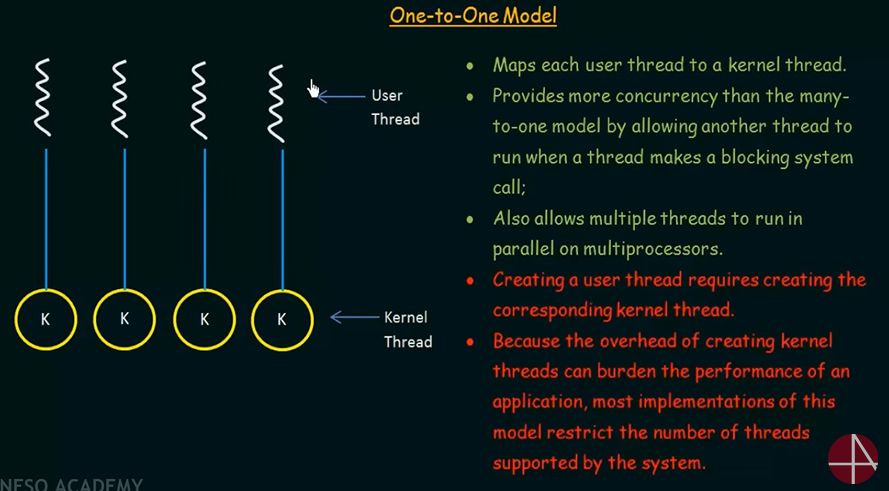 One-to-One Model
User
Thread
K
K
K
K
Kernel
Thread
• Maps each user thread to a kernel thread.
• Provides more concurrency than the many-
to-one model by allowing another thread to
run when a thread makes a blocking system
call;
• Also allows multiple threads to run in
parallel on multiprocessors.
• Creating a user thread requires creating the
corresponding kernel thread.
• Because the overhead of creating kernel
threads can burden the performance of an
application, most implementations of this
model restrict the number of threads
supported by the system.
NESO ACADEMY